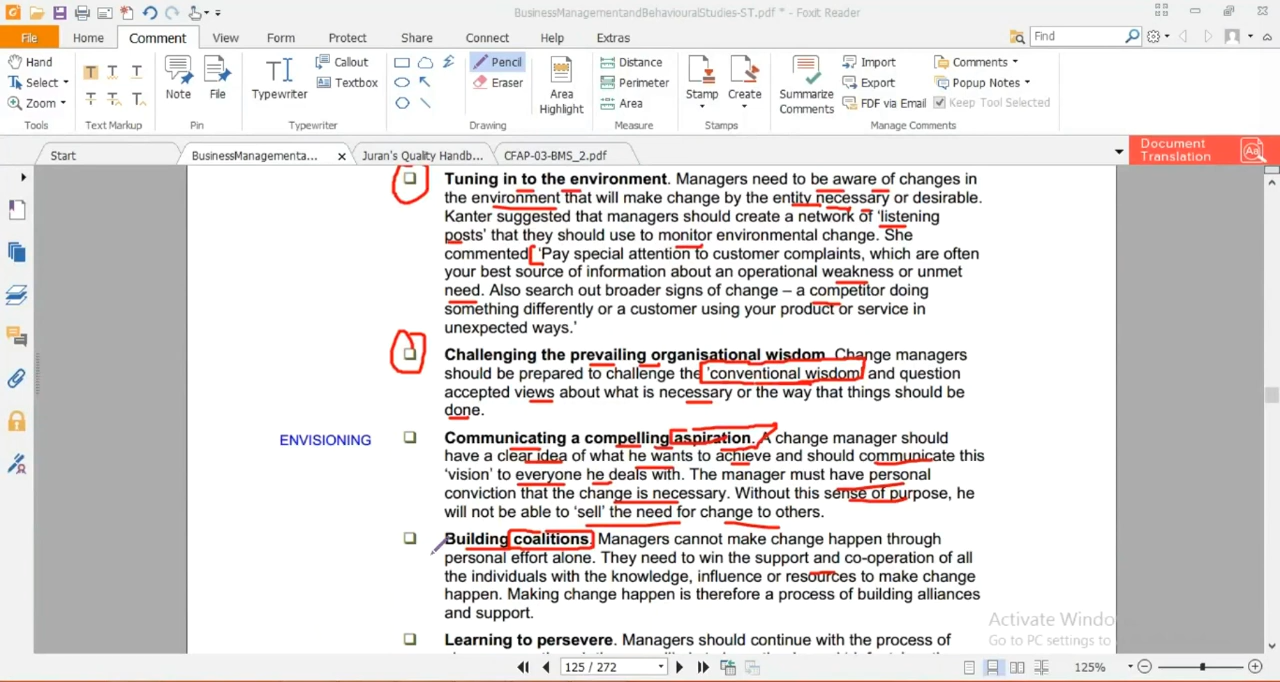 BusinessManagementandBehaviouralStudies-ST.pdf * - Foxit Reader
File Home Comment View Form Protect Share Connect Help Extras Find
Hand
Select
Zoom
Tools
T T T
T T T
Text Markup
Note File
Pin
Typewriter
Callout
Textbox
Typewriter
Pencil
Eraser
Drawing
Area
Highlight
Distance
Perimeter
Area
Measure
Stamp Create
Stamps
Summarize
Comments
Import
Export
FDF via Email
Comments
Popup Notes
Keep Tool Selected
Manage Comments
Start BusinessManagementa... x Juran's Quality Handb... CFAP-03-BMS_2.pdf
Document
Translation
Tuning in to the environment. Managers need to be aware of changes in
the environment that will make change by the entity necessary or desirable.
Kanter suggested that managers should create a network of ‘listening
posts’ that they should use to monitor environmental change. She
commented ‘Pay special attention to customer complaints, which are often
your best source of information about an operational weakness or unmet
need. Also search out broader signs of change – a competitor doing
something differently or a customer using your product or service in
unexpected ways.’
Challenging the prevailing organisational wisdom. Change managers
should be prepared to challenge the ‘conventional wisdom’ and question
accepted views about what is necessary or the way that things should be
done.
ENVISIONING
Communicating a compelling aspiration. A change manager should
have a clear idea of what he wants to achieve and should communicate this
‘vision’ to everyone he deals with. The manager must have personal
conviction that the change is necessary. Without this sense of purpose, he
will not be able to ‘sell’ the need for change to others.
Building coalitions. Managers cannot make change happen through
personal effort alone. They need to win the support and co-operation of all
the individuals with the knowledge, influence or resources to make change
happen. Making change happen is therefore a process of building alliances
and support.
Learning to persevere. Managers should continue with the process of
Activate Windo
Go to PC settings to
125 / 272
125%